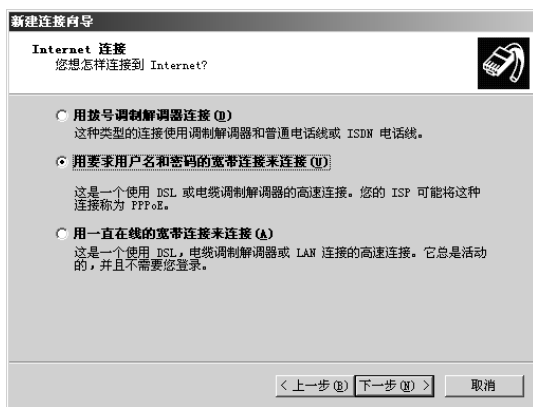 新建连接向导
Internet 连接
您想怎样连接到 Internet?
用拨号调制解调器连接(D)
这种类型的连接使用调制解调器和普通电话线或 ISDN 电话线。
用要求用户名和密码的宽带连接来连接(U)
这是一个使用 DSL 或电缆调制解调器的高速连接。您的 ISP 可能将这种
连接称为 PPPoE。
用一直在线的宽带连接来连接(A)
这是一个使用 DSL，电缆调制解调器或 LAN 连接的高速连接。它总是活动
的，并且不需要您登录。
< 上一步(B) 下一步(N) > 取消